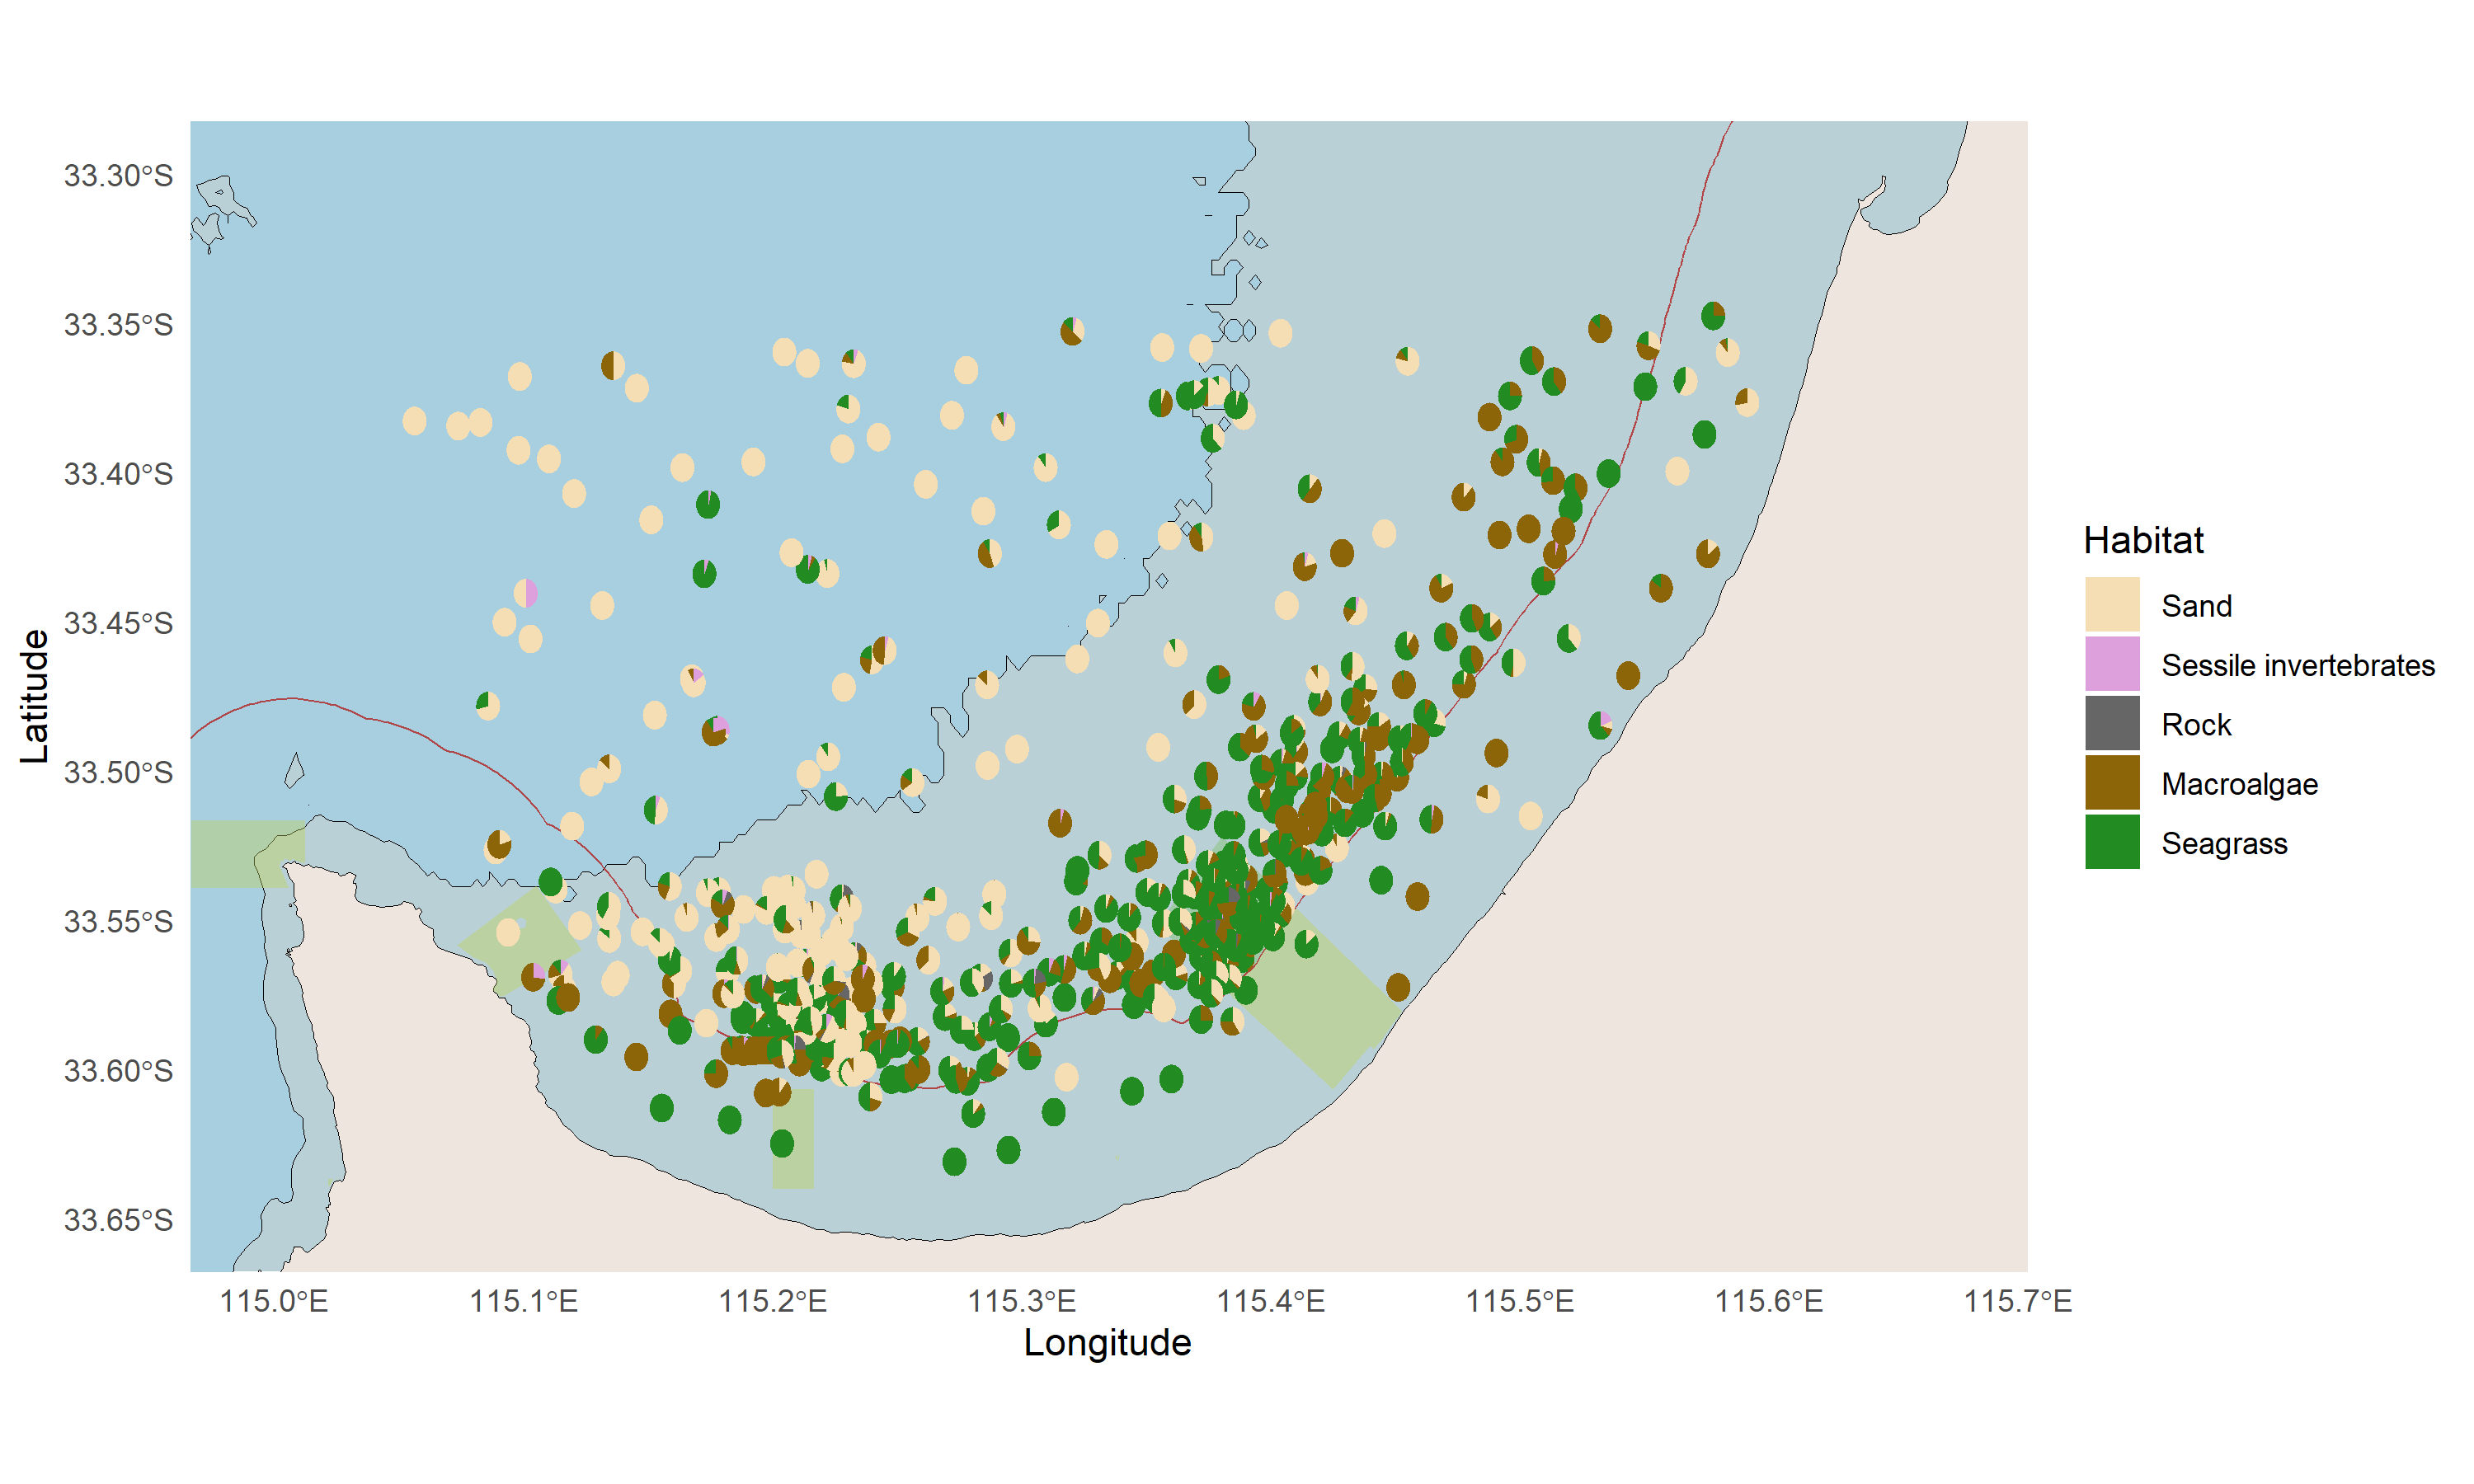 33.30°S
33.35°S
33.40°S
33.45°S
33.50°S
33.55°S
33.60°S
33.65°S
Latitude
115.0°E 115.1°E 115.2°E 115.3°E 115.4°E 115.5°E 115.6°E 115.7°E
Longitude
Habitat
Sand
Sessile invertebrates
Rock
Macroalgae
Seagrass